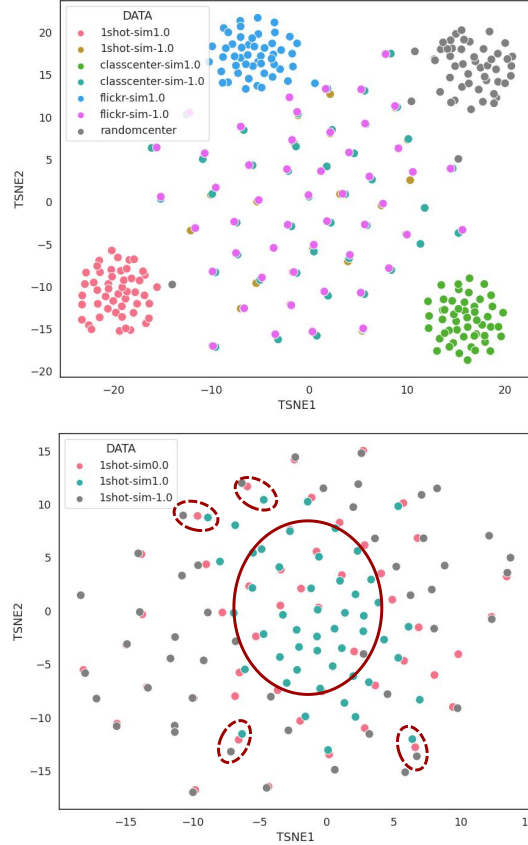 DATA
1shot-sim1.0
1shot-sim-1.0
classcenter-sim1.0
classcenter-sim-1.0
flickr-sim1.0
flickr-sim-1.0
randomcenter
20
15
10
5
0
−5
−10
−15
−20
TSNE2
−20
−10
0
10
20
TSNE1
DATA
1shot-sim0.0
1shot-sim1.0
1shot-sim-1.0
15
10
5
0
−5
−10
−15
TSNE2
−15
−10
−5
0
5
10
TSNE1